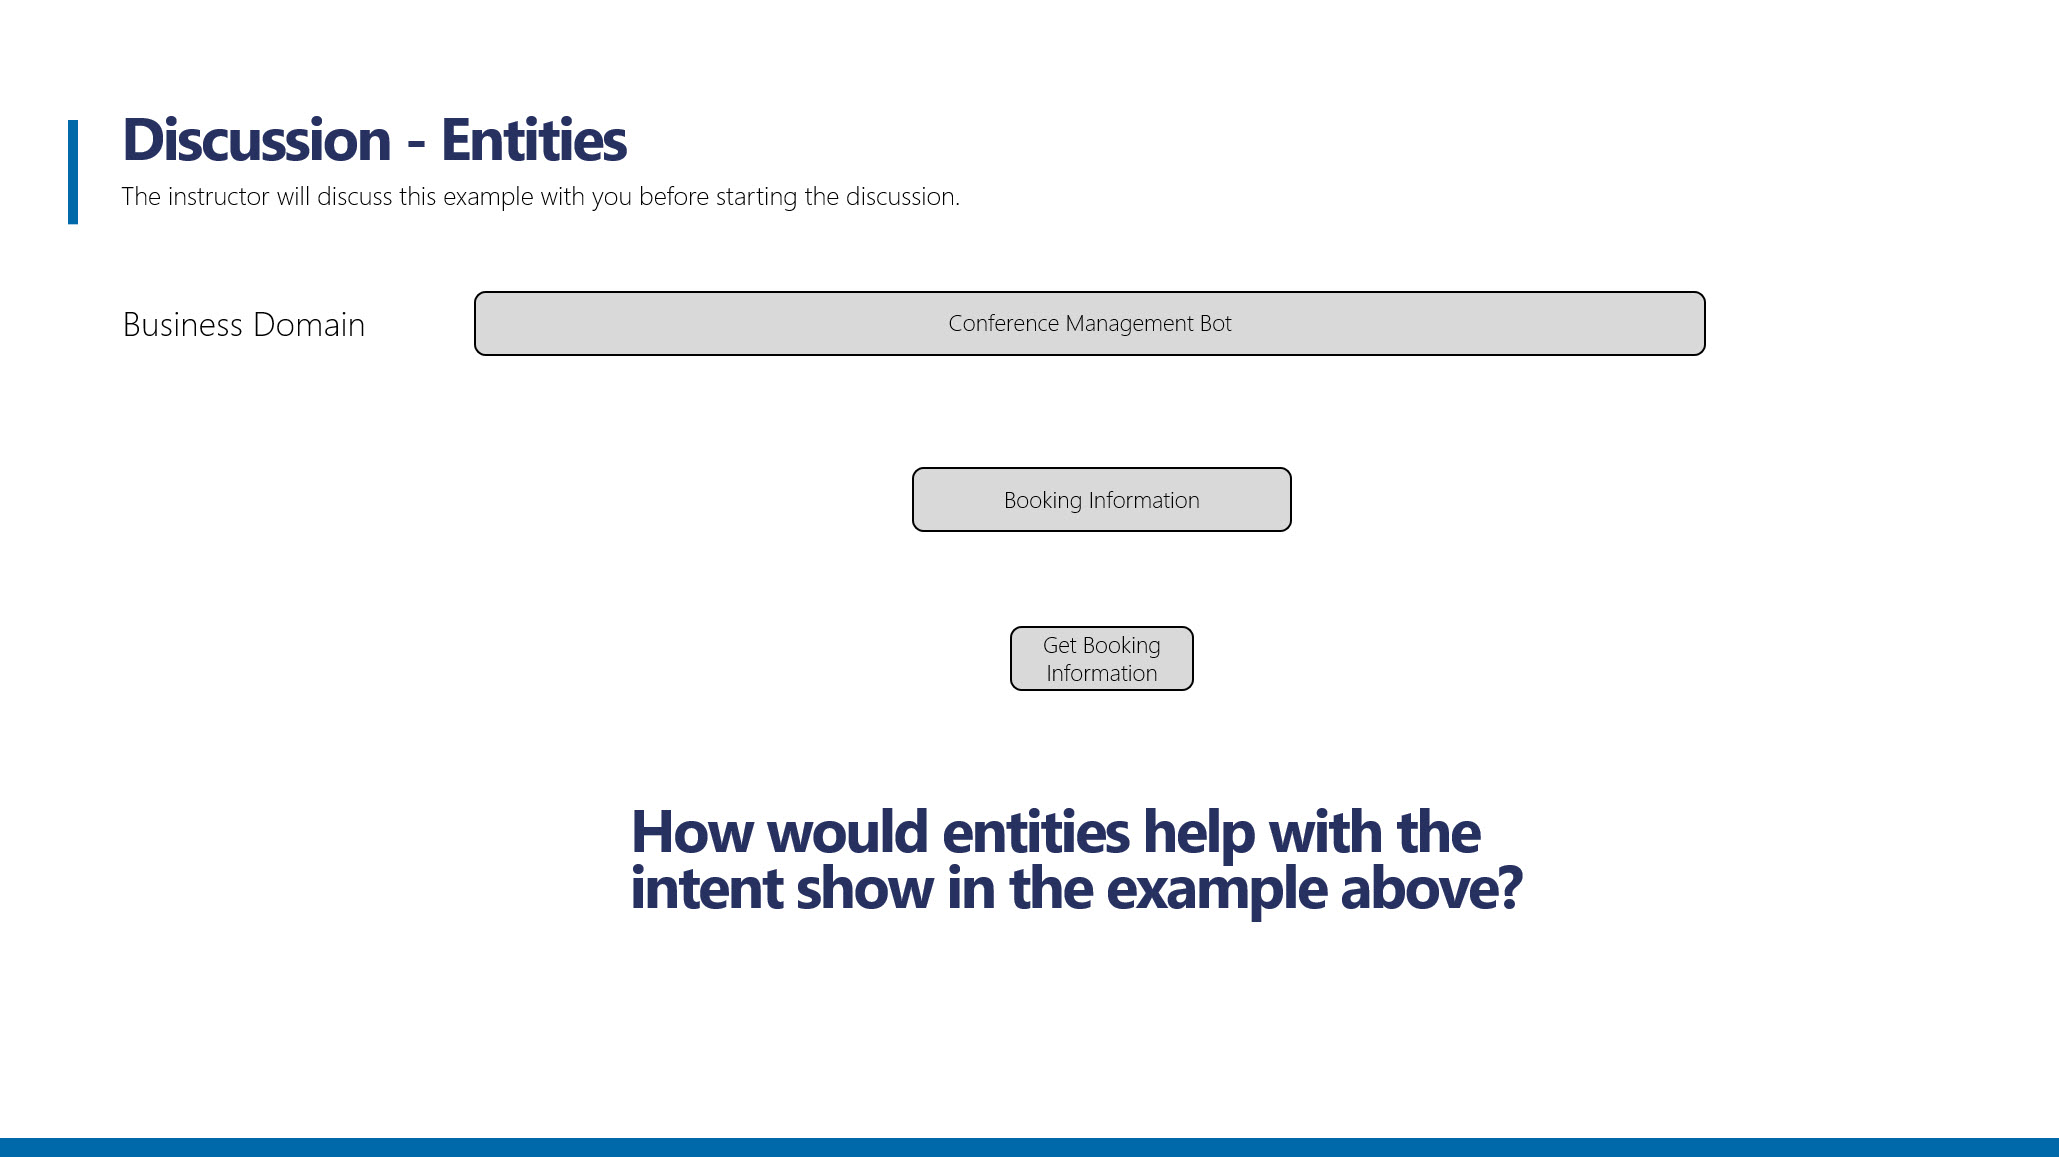 Discussion - Entities
The instructor will discuss this example with you before starting the discussion.
Business Domain
Conference Management Bot
Booking Information
Get Booking
Information
How would entities help with the
intent show in the example above?